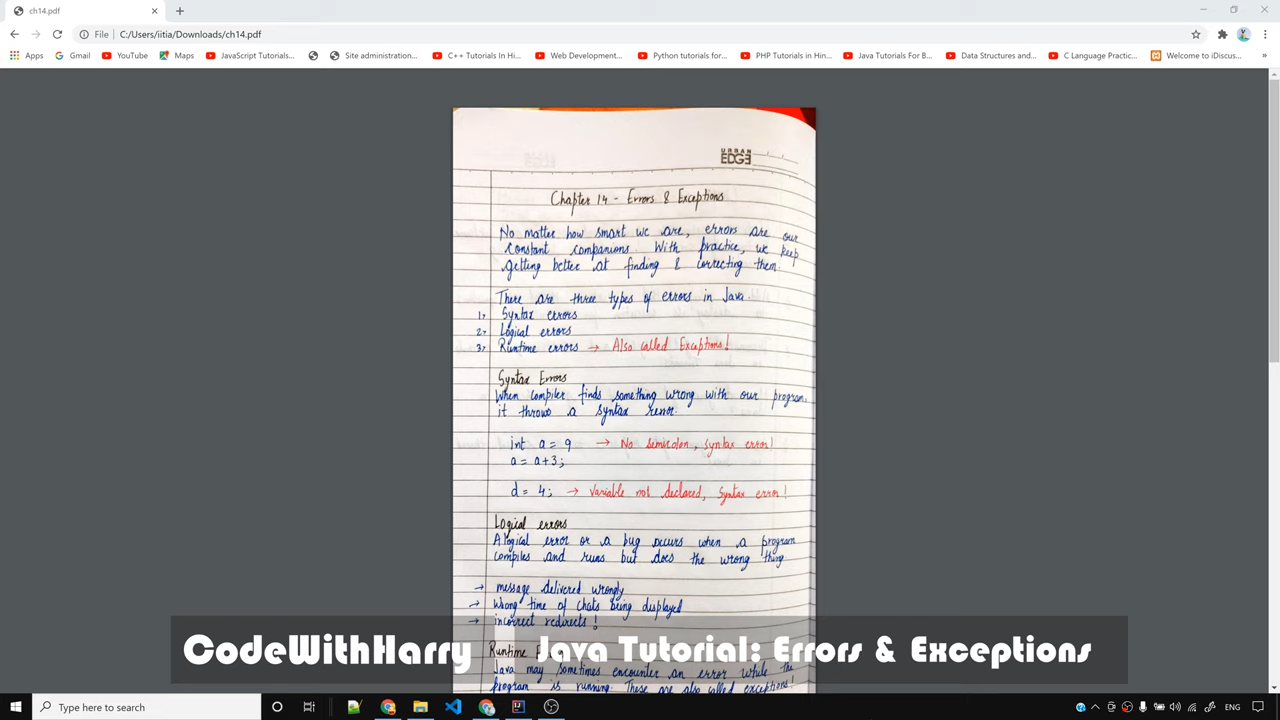 ch14.pdf
File C:/Users/iitia/Downloads/ch14.pdf
Apps Gmail YouTube Maps JavaScript Tutorials... Site administration... C++ Tutorials In Hi... Web Development... Python tutorials for... PHP Tutorials in Hin... Java Tutorials For B... Data Structures and... C Language Practic... Welcome to iDiscus... »
URBAN
EDGE
Chapter 14 - Errors & Exceptions
No matter how smart we are, errors are our
constant companions. With practice, we keep
getting better at finding & correcting them.
There are three types of errors in Java.
1, Syntax errors
2, Logical errors
3, Runtime errors → Also called Exceptions!
Syntax Errors
When compiler finds something wrong with our program,
it throws a syntax
int a = 9 → No semicolon, syntax error!
a = a+3;
d = 4; → Variable not declared, Syntax error!
Logical errors
A logical error or a bug occurs when a program
compiles and runs but does the wrong thing.
→ message delivered wrongly
→ Wrong time of chats being displayed
→ incorrect redirects!
CodeWithHarry Java Tutorial: Errors & Exceptions
Runtime
Java may sometimes encounter an error while the
program is running. These are also called exceptions!
Type here to search
ENG